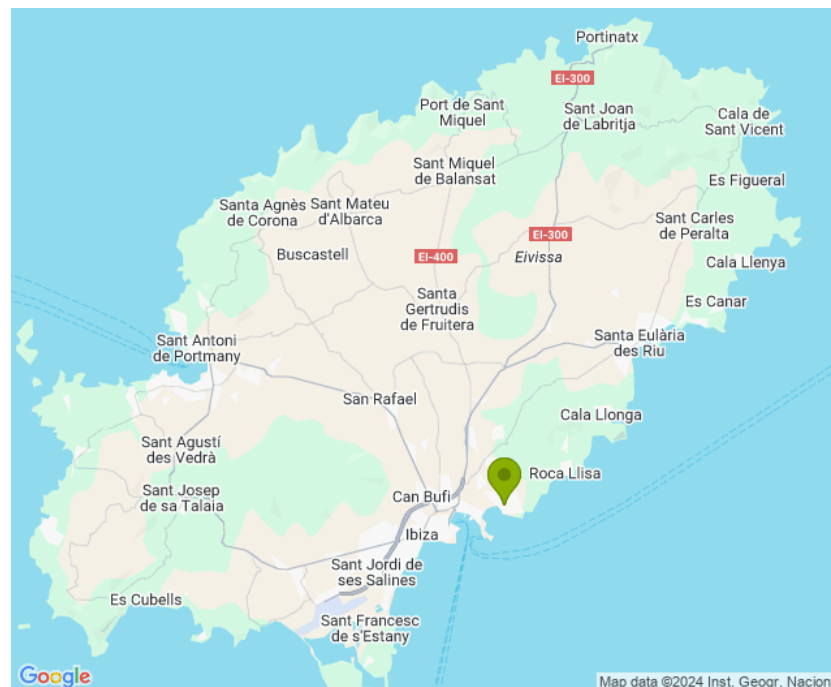 Portinatx
EI-300
Port de Sant
Miquel
Sant Joan
de Labritja
Cala de
Sant Vicent
Sant Miquel
de Balansat
Es Figueral
Santa Agnès
de Corona
Sant Mateu
d'Albarca
Sant Carles
de Peralta
EI-300
Buscastell
EI-400
Eivissa
Cala Llenya
Santa
Gertrudis
de Fruitera
Es Canar
Sant Antoni
de Portmany
Santa Eulària
des Riu
San Rafael
Cala Llonga
Sant Agustí
des Vedrà
Roca Llisa
Sant Josep
de sa Talaia
Can Bufi
Ibiza
Sant Jordi de
ses Salines
Es Cubells
Sant Francesc
de s'Estany
Google
Map data ©2024 Inst. Geogr. Nacion